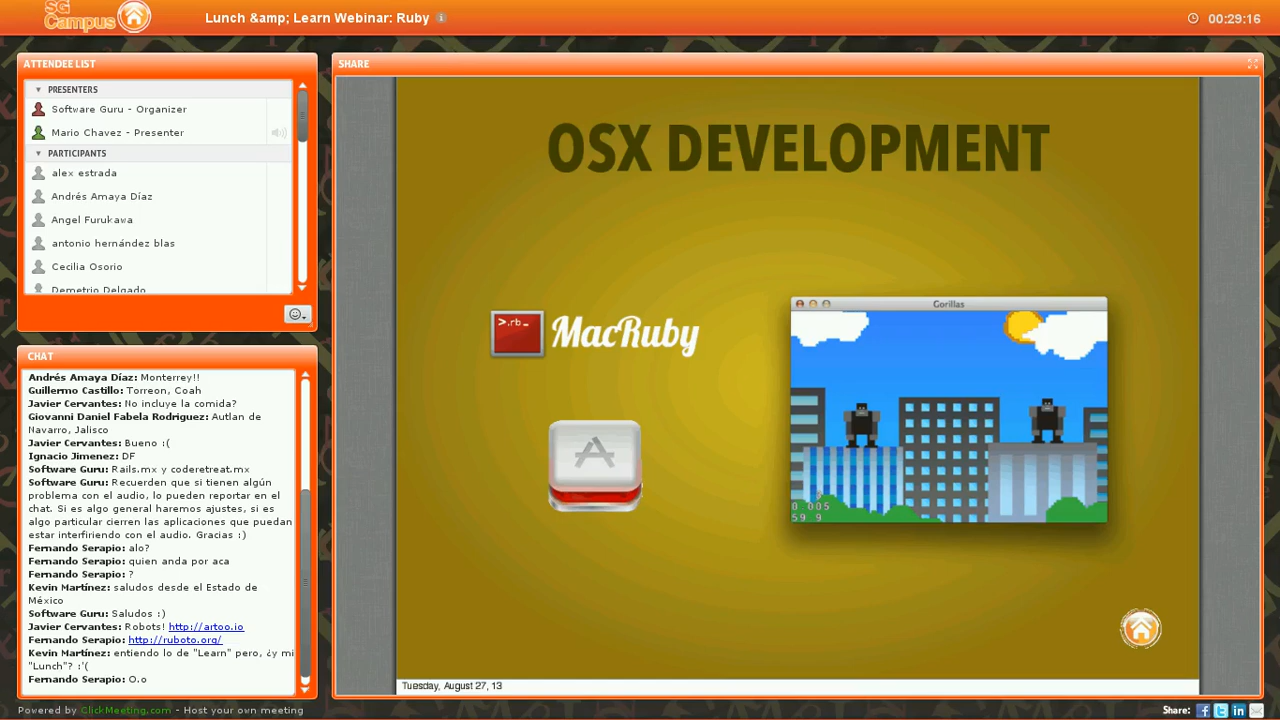 SG
Campus
Lunch &amp; Learn Webinar: Ruby
00:29:16
ATTENDEE LIST
PRESENTERS
Software Guru - Organizer
Mario Chavez - Presenter
PARTICIPANTS
alex estrada
Andrés Amaya Díaz
Angel Furukawa
antonio hernández blas
Cecilia Osorio
Demetrio Delgado
CHAT
Andrés Amaya Díaz: Monterrey!!
Guillermo Castillo: Torreon, Coah
Javier Cervantes: No incluye la comida?
Giovanni Daniel Fabela Rodriguez: Autlan de
Navarro, Jalisco
Javier Cervantes: Bueno :(
Ignacio Jimenez: DF
Software Guru: Rails.mx y coderetreat.mx
Software Guru: Recuerden que si tienen algún
problema con el audio, lo pueden reportar en el
chat. Si es algo general haremos ajustes, si es
algo particular cierren las aplicaciones que puedan
estar interfiriendo con el audio. Gracias :)
Fernando Serapio: alo?
Fernando Serapio: quien anda por aca
Fernando Serapio: ?
Kevin Martínez: saludos desde el Estado de
México
Software Guru: Saludos :)
Javier Cervantes: Robots! http://artoo.io
Fernando Serapio: http://ruboto.org/
Kevin Martínez: entiendo lo de "Learn" pero, ¿y mi
"Lunch"? :'(
Fernando Serapio: O.o
SHARE
OSX DEVELOPMENT
>.rb_
MacRuby
Gorillas
59 9
Tuesday, August 27, 13
Powered by ClickMeeting.com - Host your own meeting
Share: